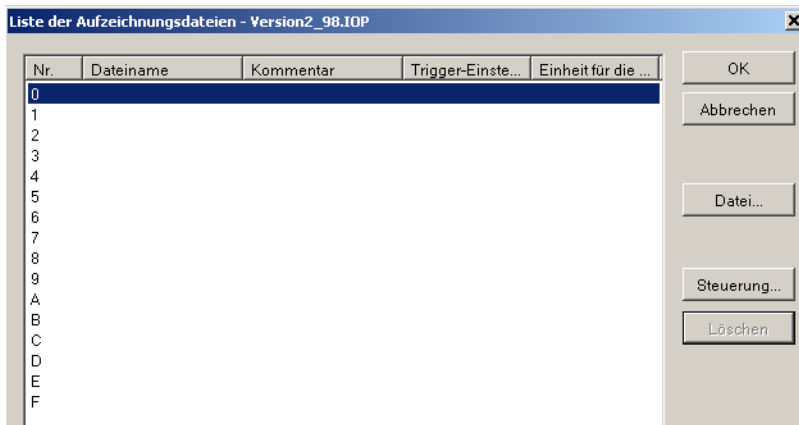 Liste der Aufzeichnungsdateien - Version2_98.IOP
Nr. Dateiname Kommentar Trigger-Einste... Einheit für die ...
0
1
2
3
4
5
6
7
8
9
A
B
C
D
E
F
OK
Abbrechen
Datei...
Steuerung...
Löschen